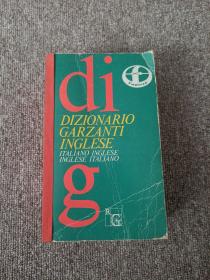 di
DIZIONARIO
GARZANTI
INGLESE
ITALIANO INGLESE
INGLESE ITALIANO
g